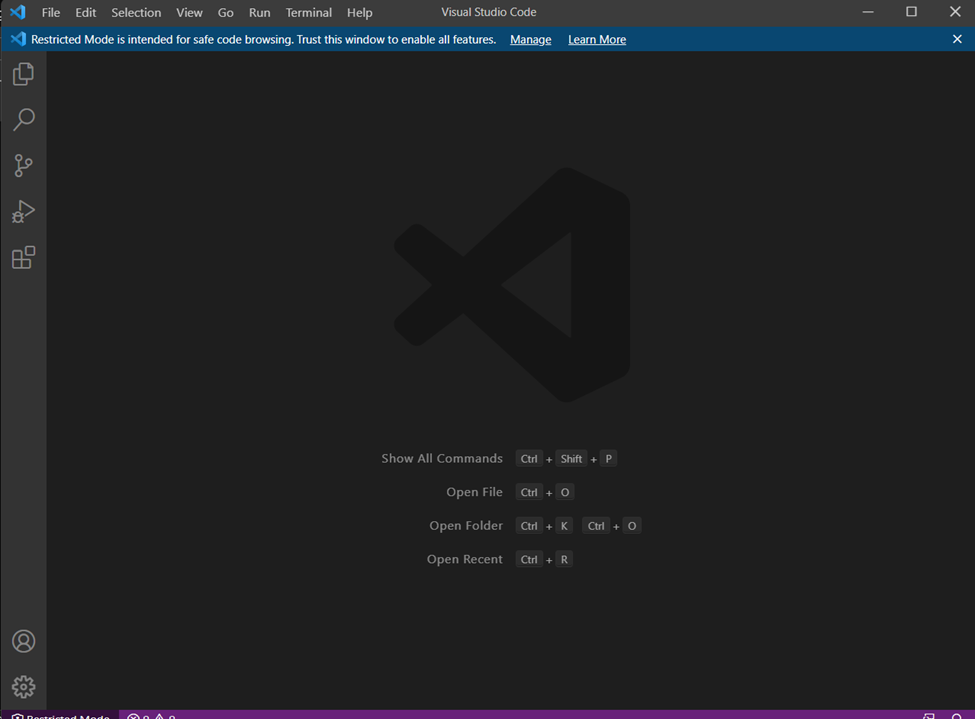 File Edit Selection View Go Run Terminal Help Visual Studio Code
Restricted Mode is intended for safe code browsing. Trust this window to enable all features. Manage Learn More
Show All Commands Ctrl + Shift + P
Open File Ctrl + O
Open Folder Ctrl + K Ctrl + O
Open Recent Ctrl + R
Restricted Mode 0 0